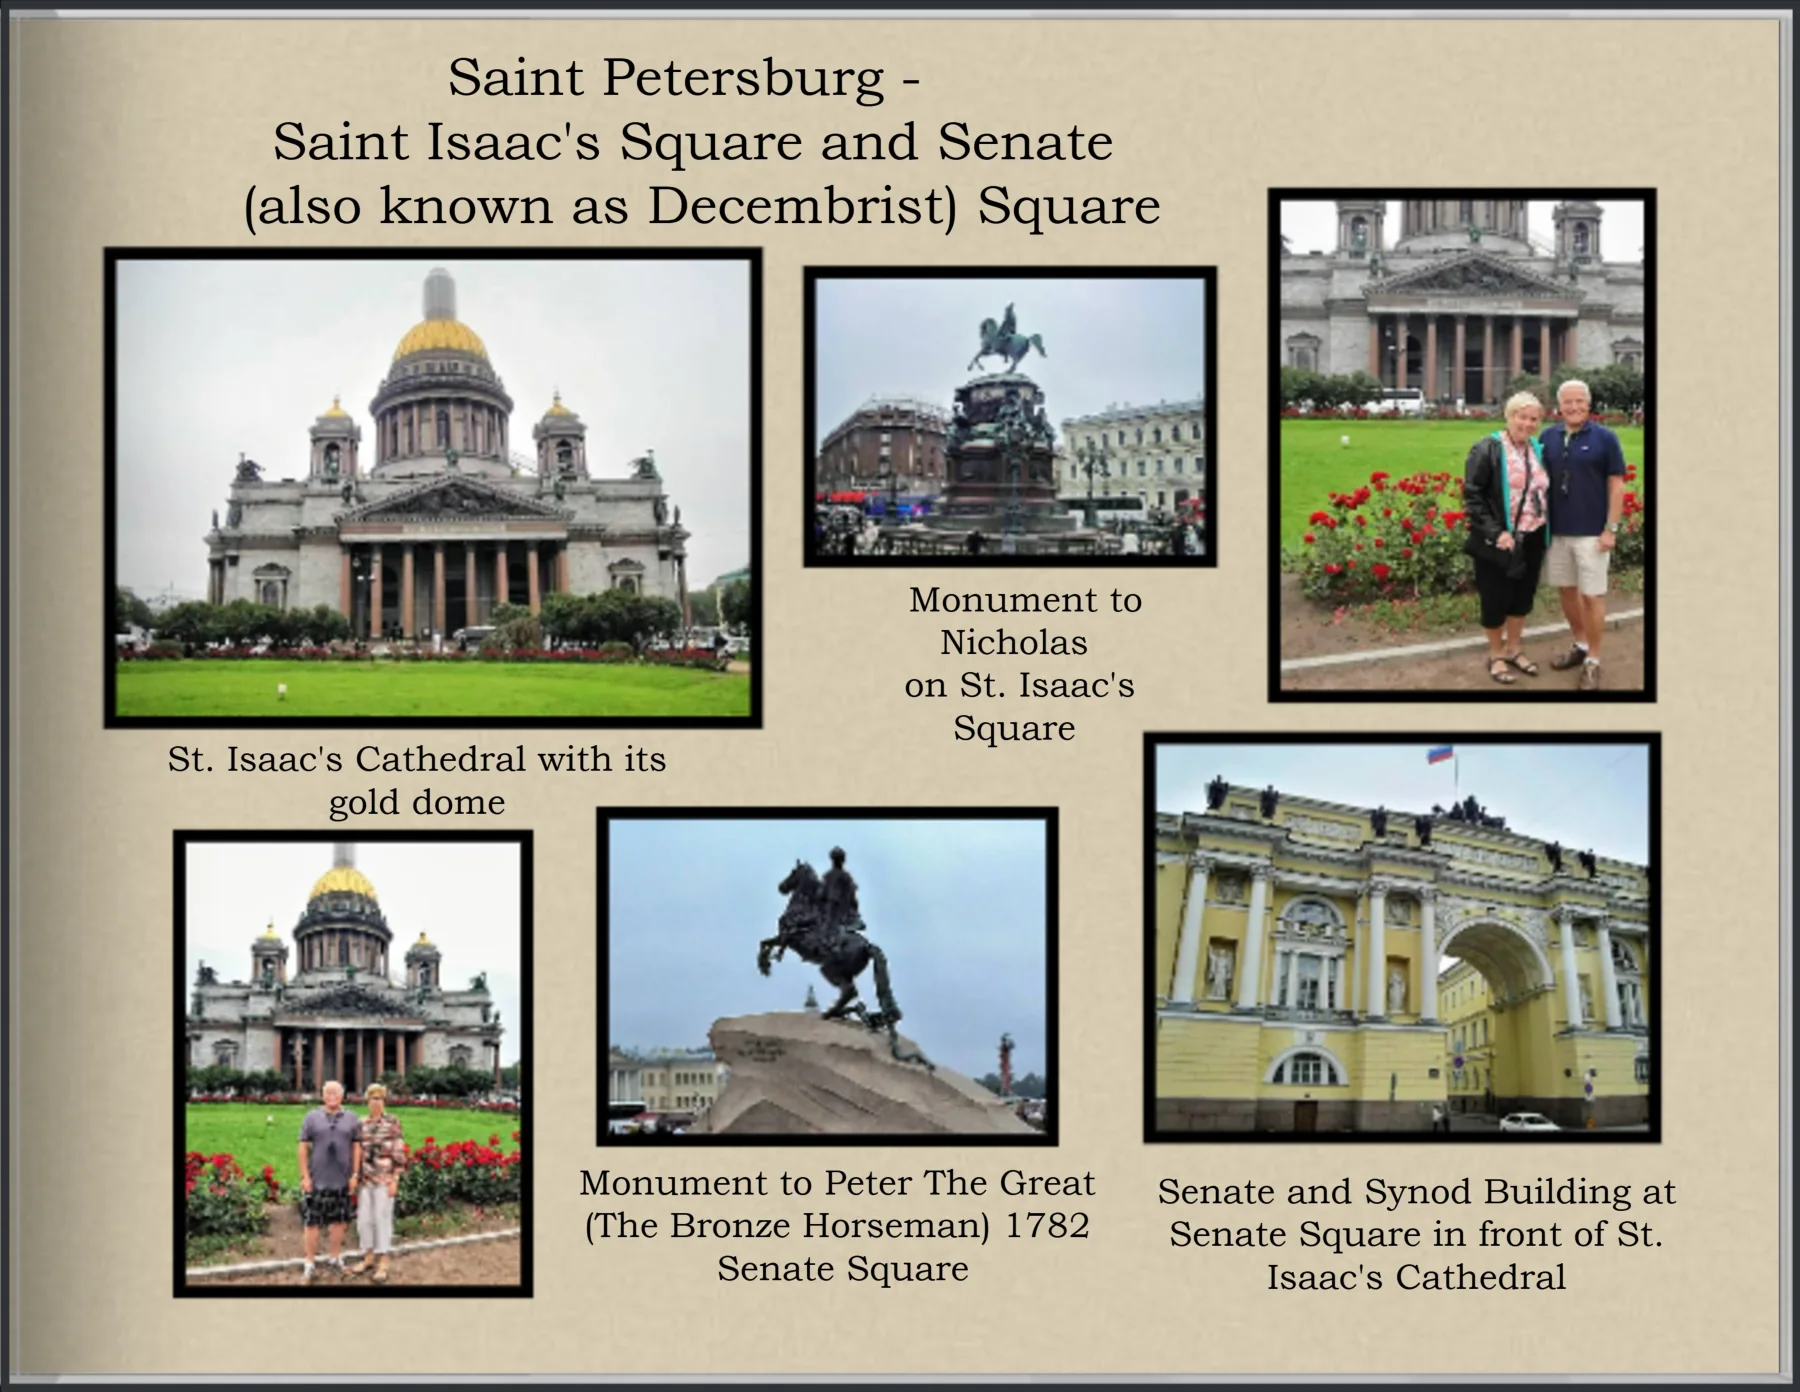 Saint Petersburg -
Saint Isaac's Square and Senate
(also known as Decembrist) Square
Monument to
Nicholas
on St. Isaac's
Square
St. Isaac's Cathedral with its
gold dome
Monument to Peter The Great
(The Bronze Horseman) 1782
Senate Square
Senate and Synod Building at
Senate Square in front of St.
Isaac's Cathedral